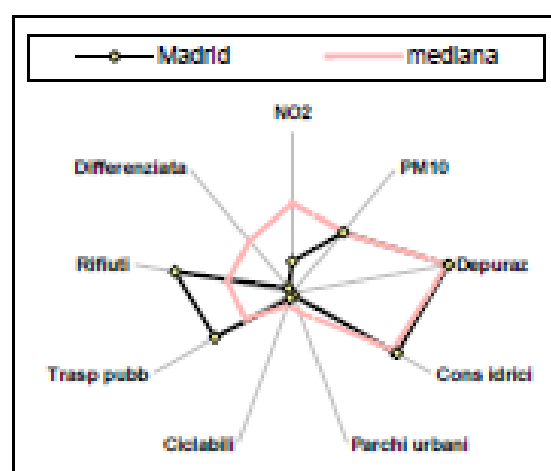 Madrid mediana
NO2
Differenziata PM10
Rifiuti Depuraz
Trasp pubb Cons idrici
Ciclabili Parchi urbani